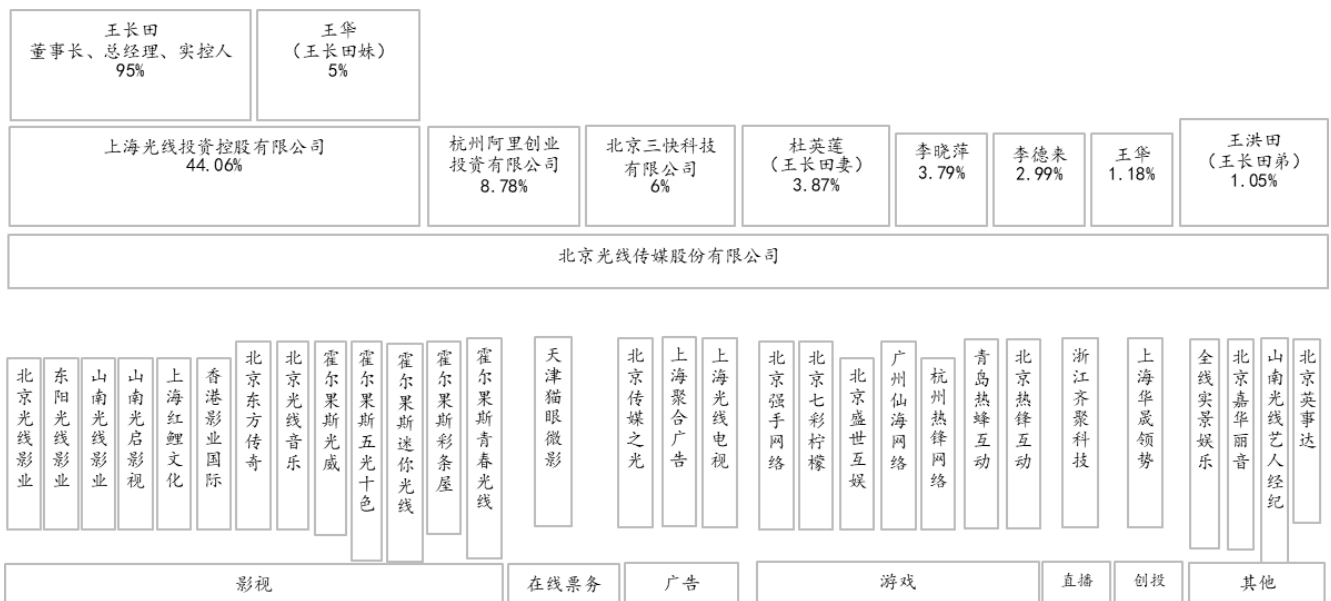 王长田
董事长、总经理、实控人
95%
王华
（王长田妹）
5%
上海光线投资控股有限公司
44.06%
杭州阿里创业
投资有限公司
8.78%
北京三快科技
有限公司
6%
杜英莲
（王长田妻）
3.87%
李晓萍
3.79%
李德来
2.99%
王华
1.18%
王洪田
（王长田弟）
1.05%
北京光线传媒股份有限公司
北京光线影业
东阳光线影业
山南光线影业
山南光启影视
上海红鲤文化
香港影业国际
北京东方传奇
北京光线音乐
霍尔果斯光威
霍尔果斯五光十色
霍尔果斯迷你光线
霍尔果斯彩条屋
霍尔果斯青春光线
天津猫眼微影
北京传媒之光
上海聚合广告
上海光线电视
北京强手网络
北京七彩柠檬
北京盛世互娱
广州仙海网络
杭州热锋网络
青岛热蜂互动
北京热锋互动
浙江齐聚科技
上海华晟领势
全线实景娱乐
北京嘉华丽音
山南光线艺人经纪
北京英事达
影视
在线票务
广告
游戏
直播
创投
其他